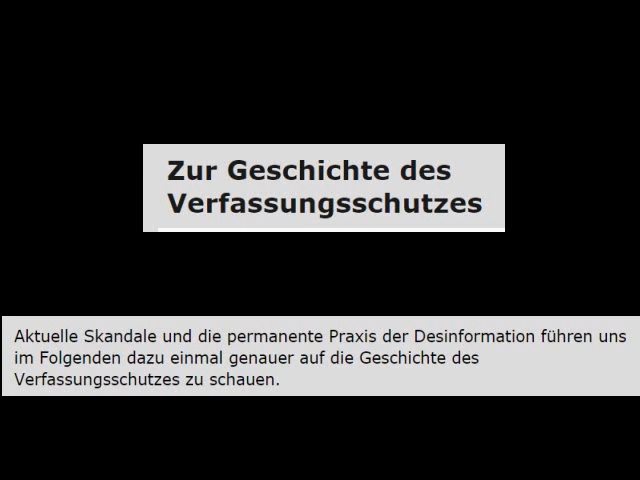 Zur Geschichte des
Verfassungsschutzes
Aktuelle Skandale und die permanente Praxis der Desinformation führen uns
im Folgenden dazu einmal genauer auf die Geschichte des
Verfassungsschutzes zu schauen.